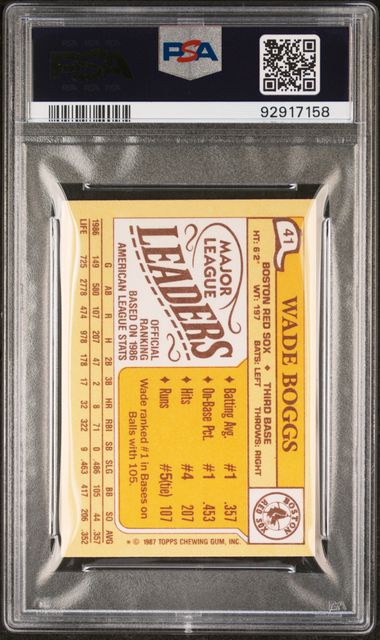 PSA
92917158
41
WADE BOGGS
BOSTON RED SOX ♦ THIRD BASE
HT: 6'2" WT: 197 BATS: LEFT THROWS: RIGHT
BOSTON
RED SOX
MAJOR
LEAGUE
LEADERS
OFFICIAL
RANKING
BASED ON 1986
AMERICAN LEAGUE STATS
♦ Batting Avg. #1 .357
♦ On-Base Pct. #1 .453
♦ Hits #4 207
♦ Runs #5(tie) 107
Wade ranked #1 in Bases on
Balls with 105.
G AB R H 2B 3B HR RBI SB SLG BB SO AVG
1986 149 580 107 207 47 2 8 71 0 .486 105 44 .357
LIFE 725 2778 474 978 178 17 32 322 9 .463 417 206 .352
* © 1987 TOPPS CHEWING GUM, INC.